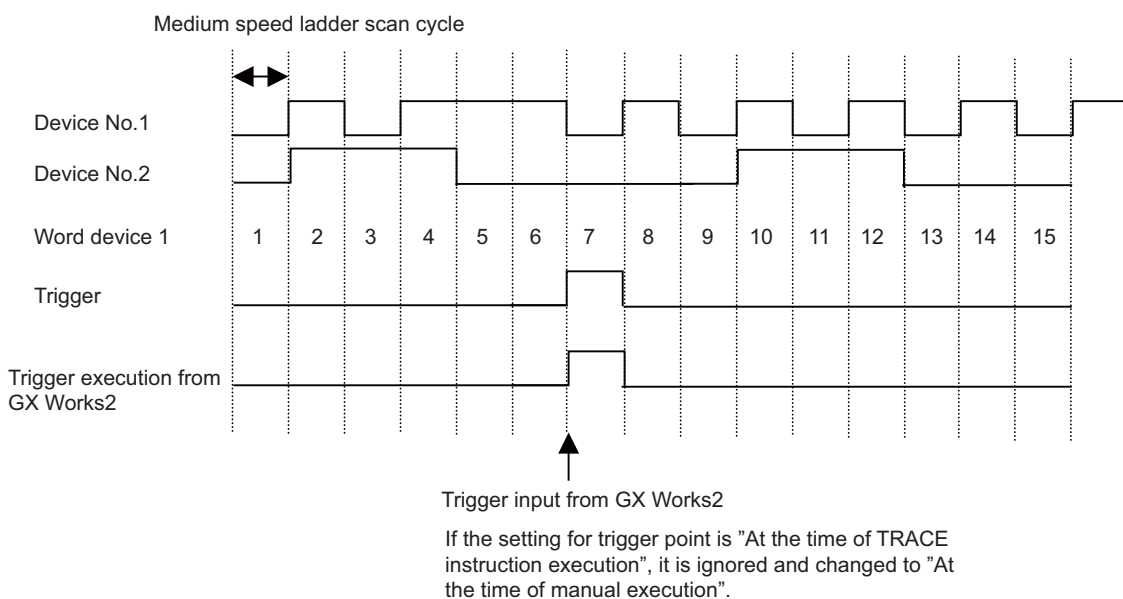 Medium speed ladder scan cycle
Device No.1
Device No.2
Word device 1 1 2 3 4 5 6 7 8 9 10 11 12 13 14 15
Trigger
Trigger execution from
GX Works2
Trigger input from GX Works2
If the setting for trigger point is ”At the time of TRACE
instruction execution”, it is ignored and changed to ”At
the time of manual execution”.